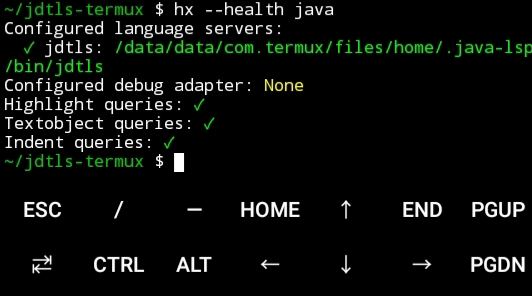 ~/jdtls-termux $ hx --health java
Configured language servers:
  ✓ jdtls: /data/data/com.termux/files/home/.java-lsp
/bin/jdtls
Configured debug adapter: None
Highlight queries: ✓
Textobject queries: ✓
Indent queries: ✓
~/jdtls-termux $
ESC / — HOME ↑ END PGUP
⇄ CTRL ALT ← ↓ → PGDN